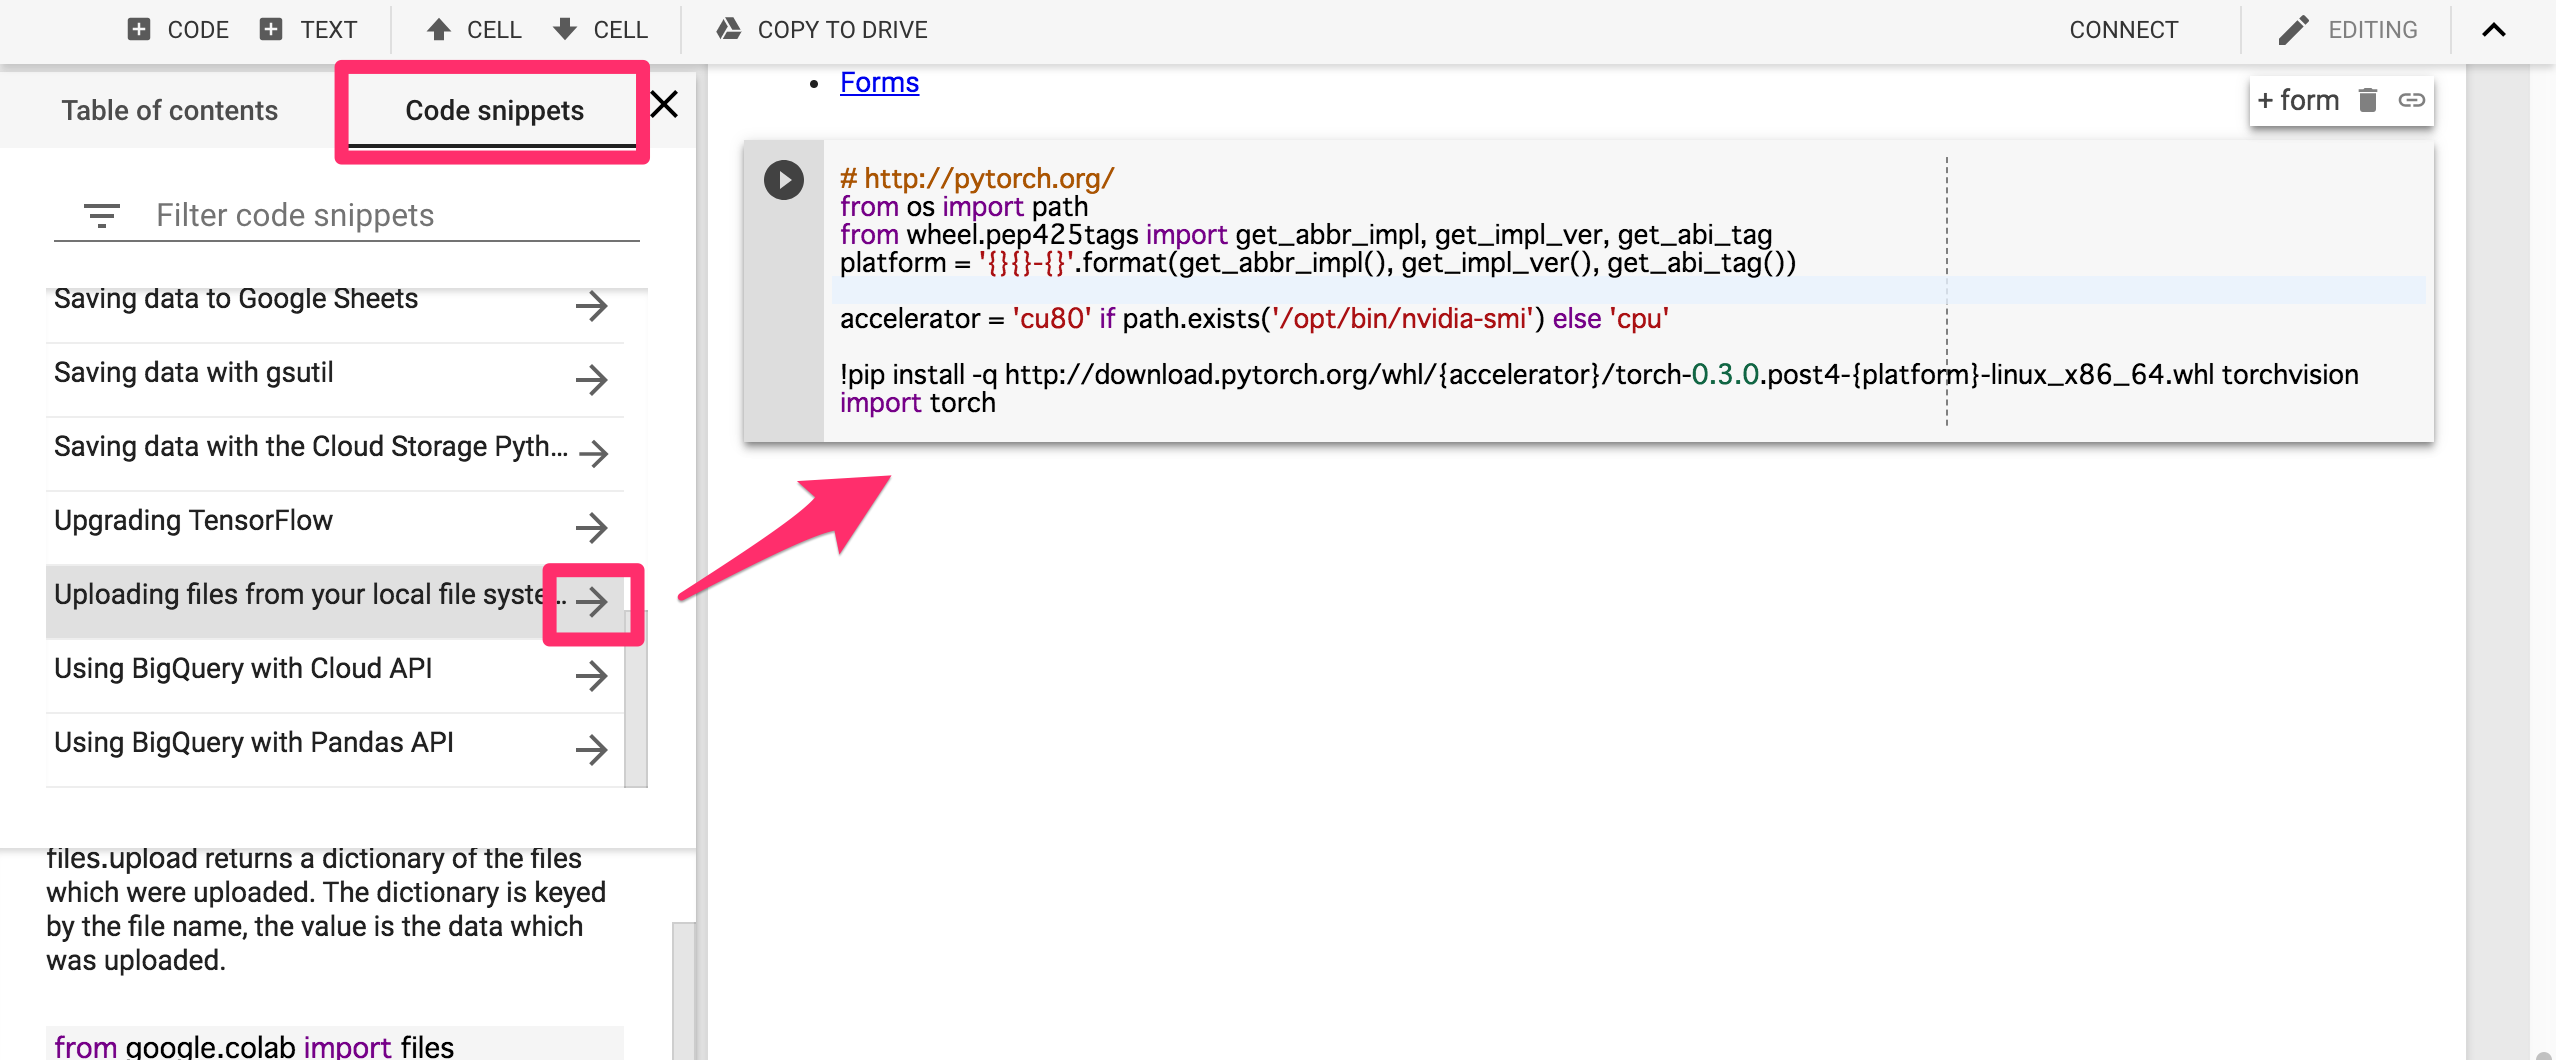 CODE TEXT CELL CELL COPY TO DRIVE CONNECT EDITING
Table of contents Code snippets
Filter code snippets
Saving data to Google Sheets
Saving data with gsutil
Saving data with the Cloud Storage Pyth...
Upgrading TensorFlow
Uploading files from your local file syste...
Using BigQuery with Cloud API
Using BigQuery with Pandas API
files.upload returns a dictionary of the files
which were uploaded. The dictionary is keyed
by the file name, the value is the data which
was uploaded.
from google.colab import files
• Forms
+ form
# http://pytorch.org/
from os import path
from wheel.pep425tags import get_abbr_impl, get_impl_ver, get_abi_tag
platform = '{}{}-{}'.format(get_abbr_impl(), get_impl_ver(), get_abi_tag())
accelerator = 'cu80' if path.exists('/opt/bin/nvidia-smi') else 'cpu'
!pip install -q http://download.pytorch.org/whl/{accelerator}/torch-0.3.0.post4-{platform}-linux_x86_64.whl torchvision
import torch